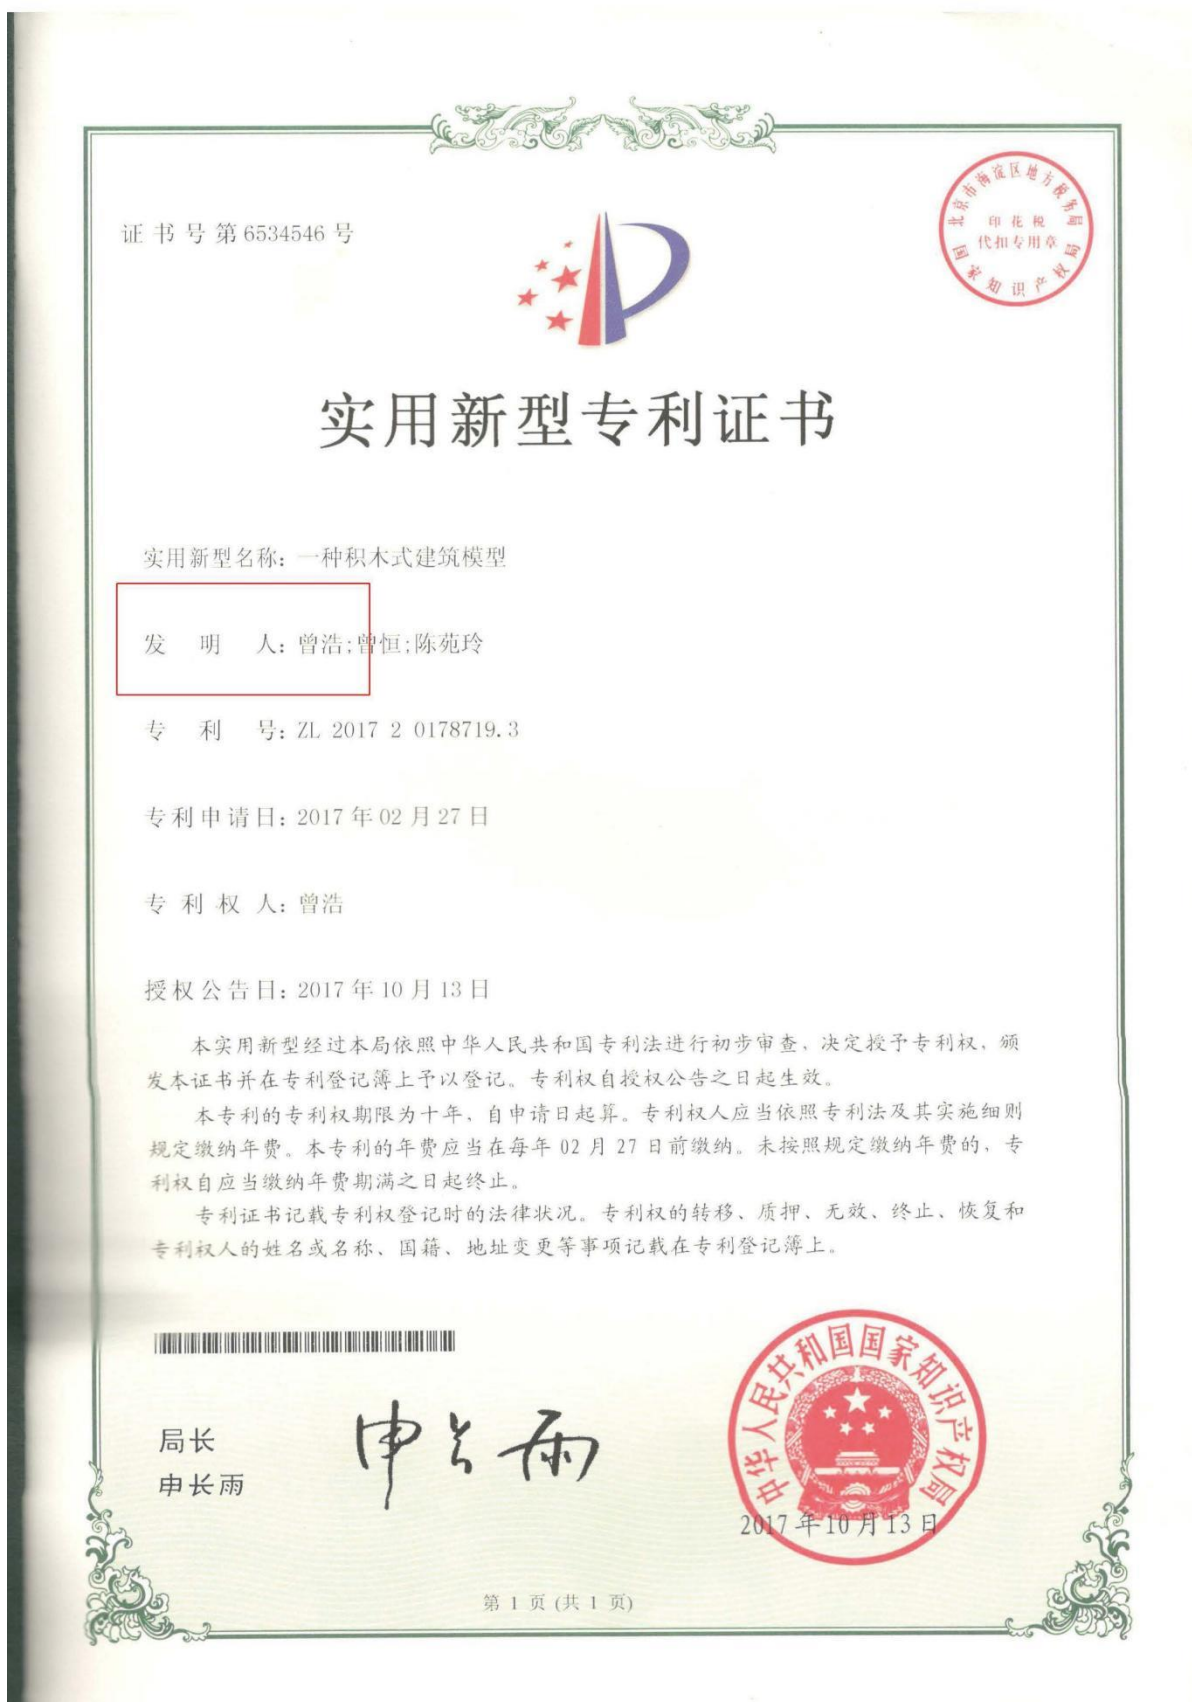 证书号第6534546号
北京市海淀区地方税务局
印花税
代扣专用章
国家知识产权局
实用新型专利证书
实用新型名称：一种积木式建筑模型
发明人：曾浩;曾恒;陈苑玲
专利号：ZL 2017 2 0178719.3
专利申请日：2017年02月27日
专利权人：曾浩
授权公告日：2017年10月13日
本实用新型经过本局依照中华人民共和国专利法进行初步审查，决定授予专利权，颁
发本证书并在专利登记簿上予以登记。专利权自授权公告之日起生效。
本专利的专利权期限为十年，自申请日起算。专利权人应当依照专利法及其实施细则
规定缴纳年费。本专利的年费应当在每年02月27日前缴纳。未按照规定缴纳年费的，专
利权自应当缴纳年费期满之日起终止。
专利证书记载专利权登记时的法律状况。专利权的转移、质押、无效、终止、恢复和
专利权人的姓名或名称、国籍、地址变更等事项记载在专利登记簿上。
局长
申长雨
申长雨
中华人民共和国国家知识产权局
2017年10月13日
第1页(共1页)